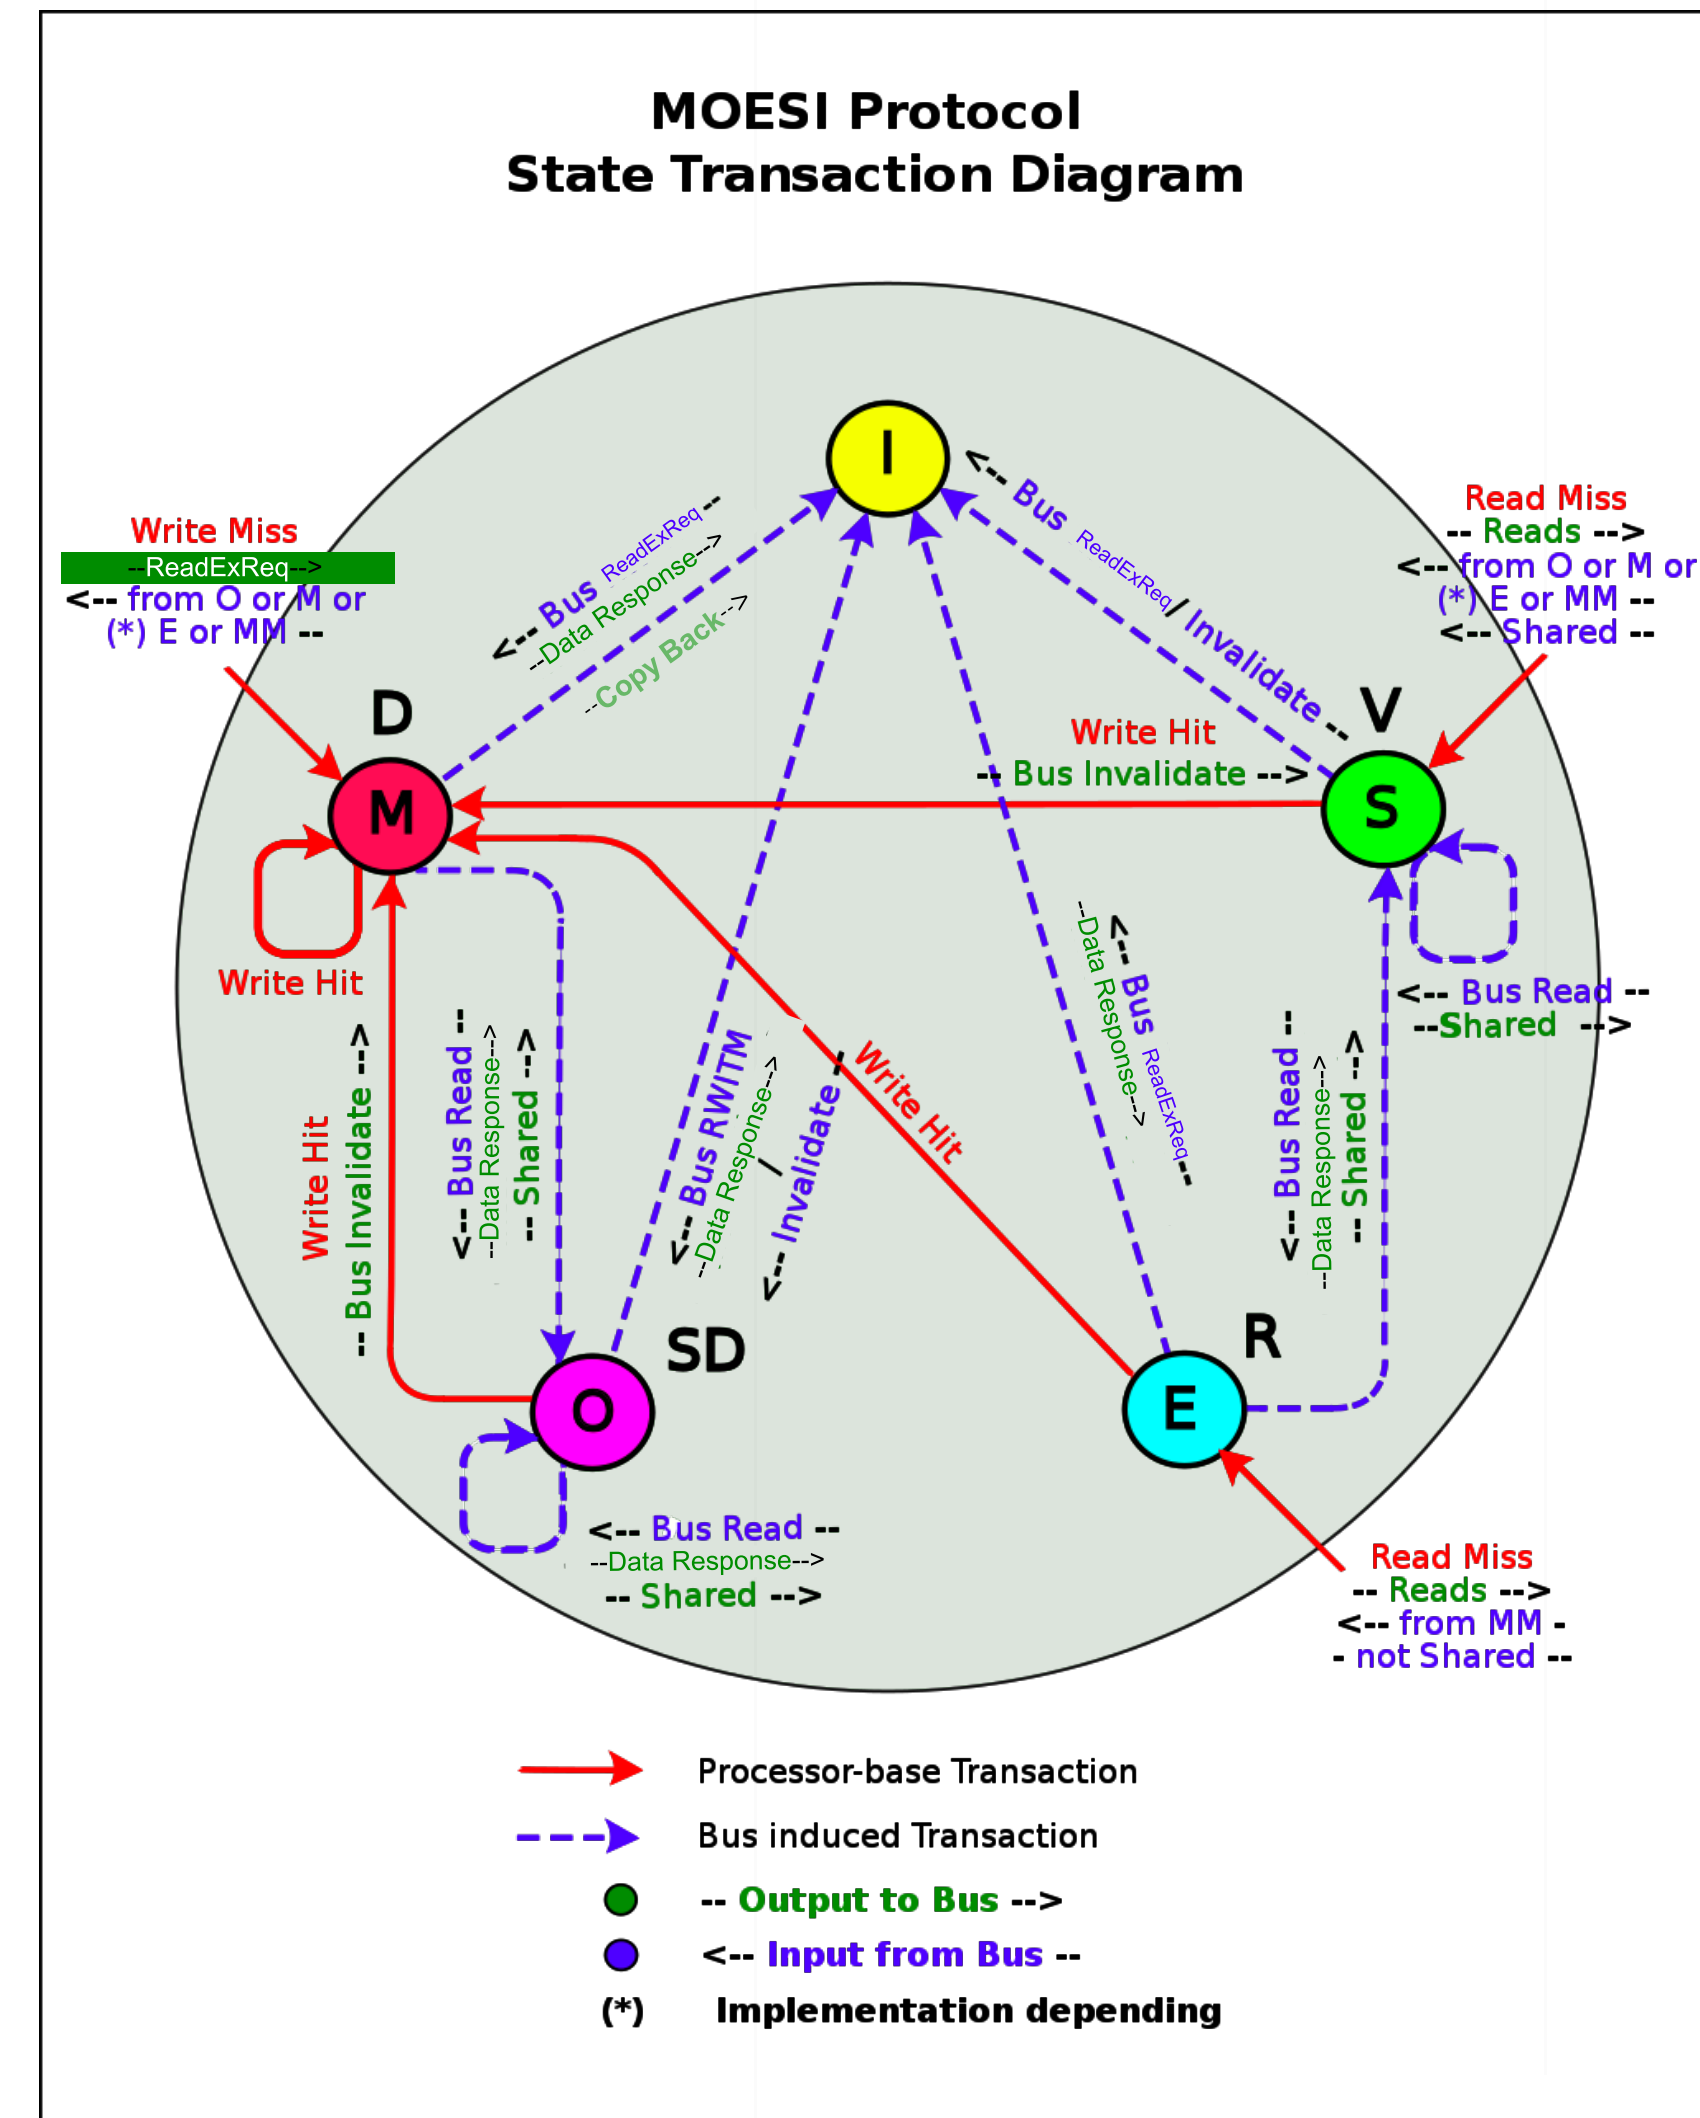 MOESI Protocol
State Transaction Diagram
I
<-- Bus ReadExReq --
--Data Response-->
--Copy Back-->
<-- Bus ReadExReq / Invalidate --
Write Miss
--ReadExReq-->
<-- from O or M or
(*) E or MM --
Read Miss
-- Reads -->
<-- from O or M or
(*) E or MM --
<-- Shared --
D
M
V
S
Write Hit
-- Bus Invalidate -->
Write Hit
<-- Bus Read --
--Shared -->
Write Hit
-- Bus Invalidate -->
<-- Bus Read --
--Data Response-->
-- Shared -->
<-- Bus RWITM
--Data Response-->
/
<-- Invalidate --
Write Hit
--Data Response-->
<-- Bus ReadExReq--
<-- Bus Read --
--Data Response-->
-- Shared -->
SD
O
R
E
<-- Bus Read --
--Data Response-->
-- Shared -->
Read Miss
-- Reads -->
<-- from MM -
- not Shared --
Processor-base Transaction
Bus induced Transaction
-- Output to Bus -->
<-- Input from Bus --
(*) Implementation depending